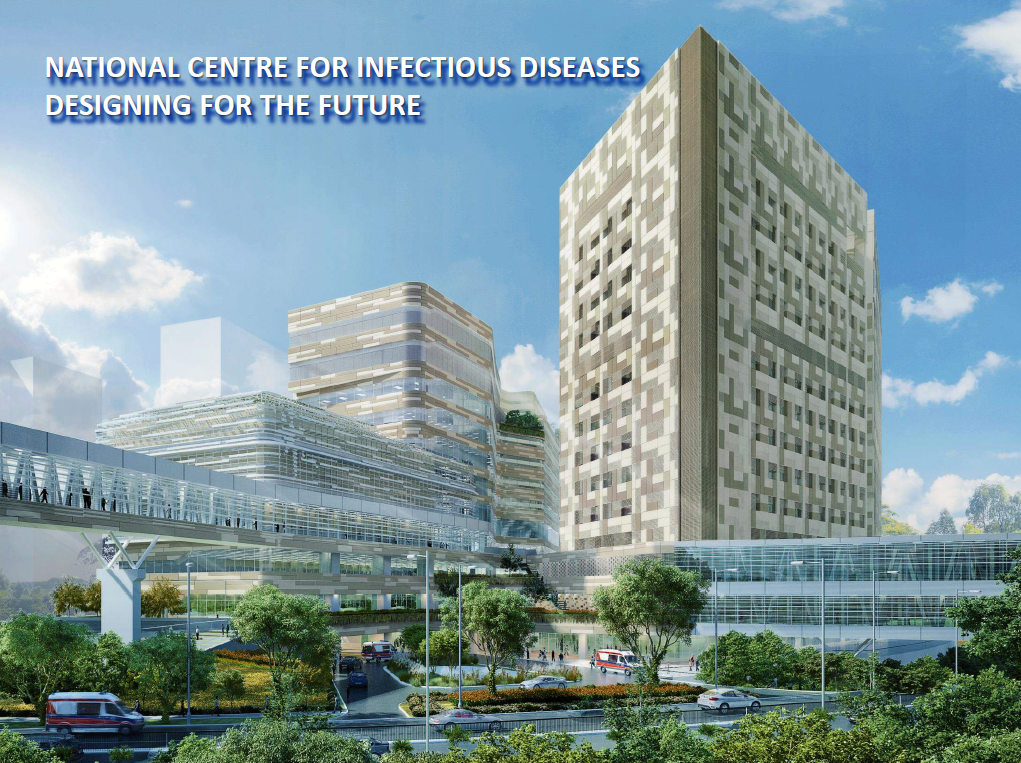 NATIONAL CENTRE FOR INFECTIOUS DISEASES
DESIGNING FOR THE FUTURE